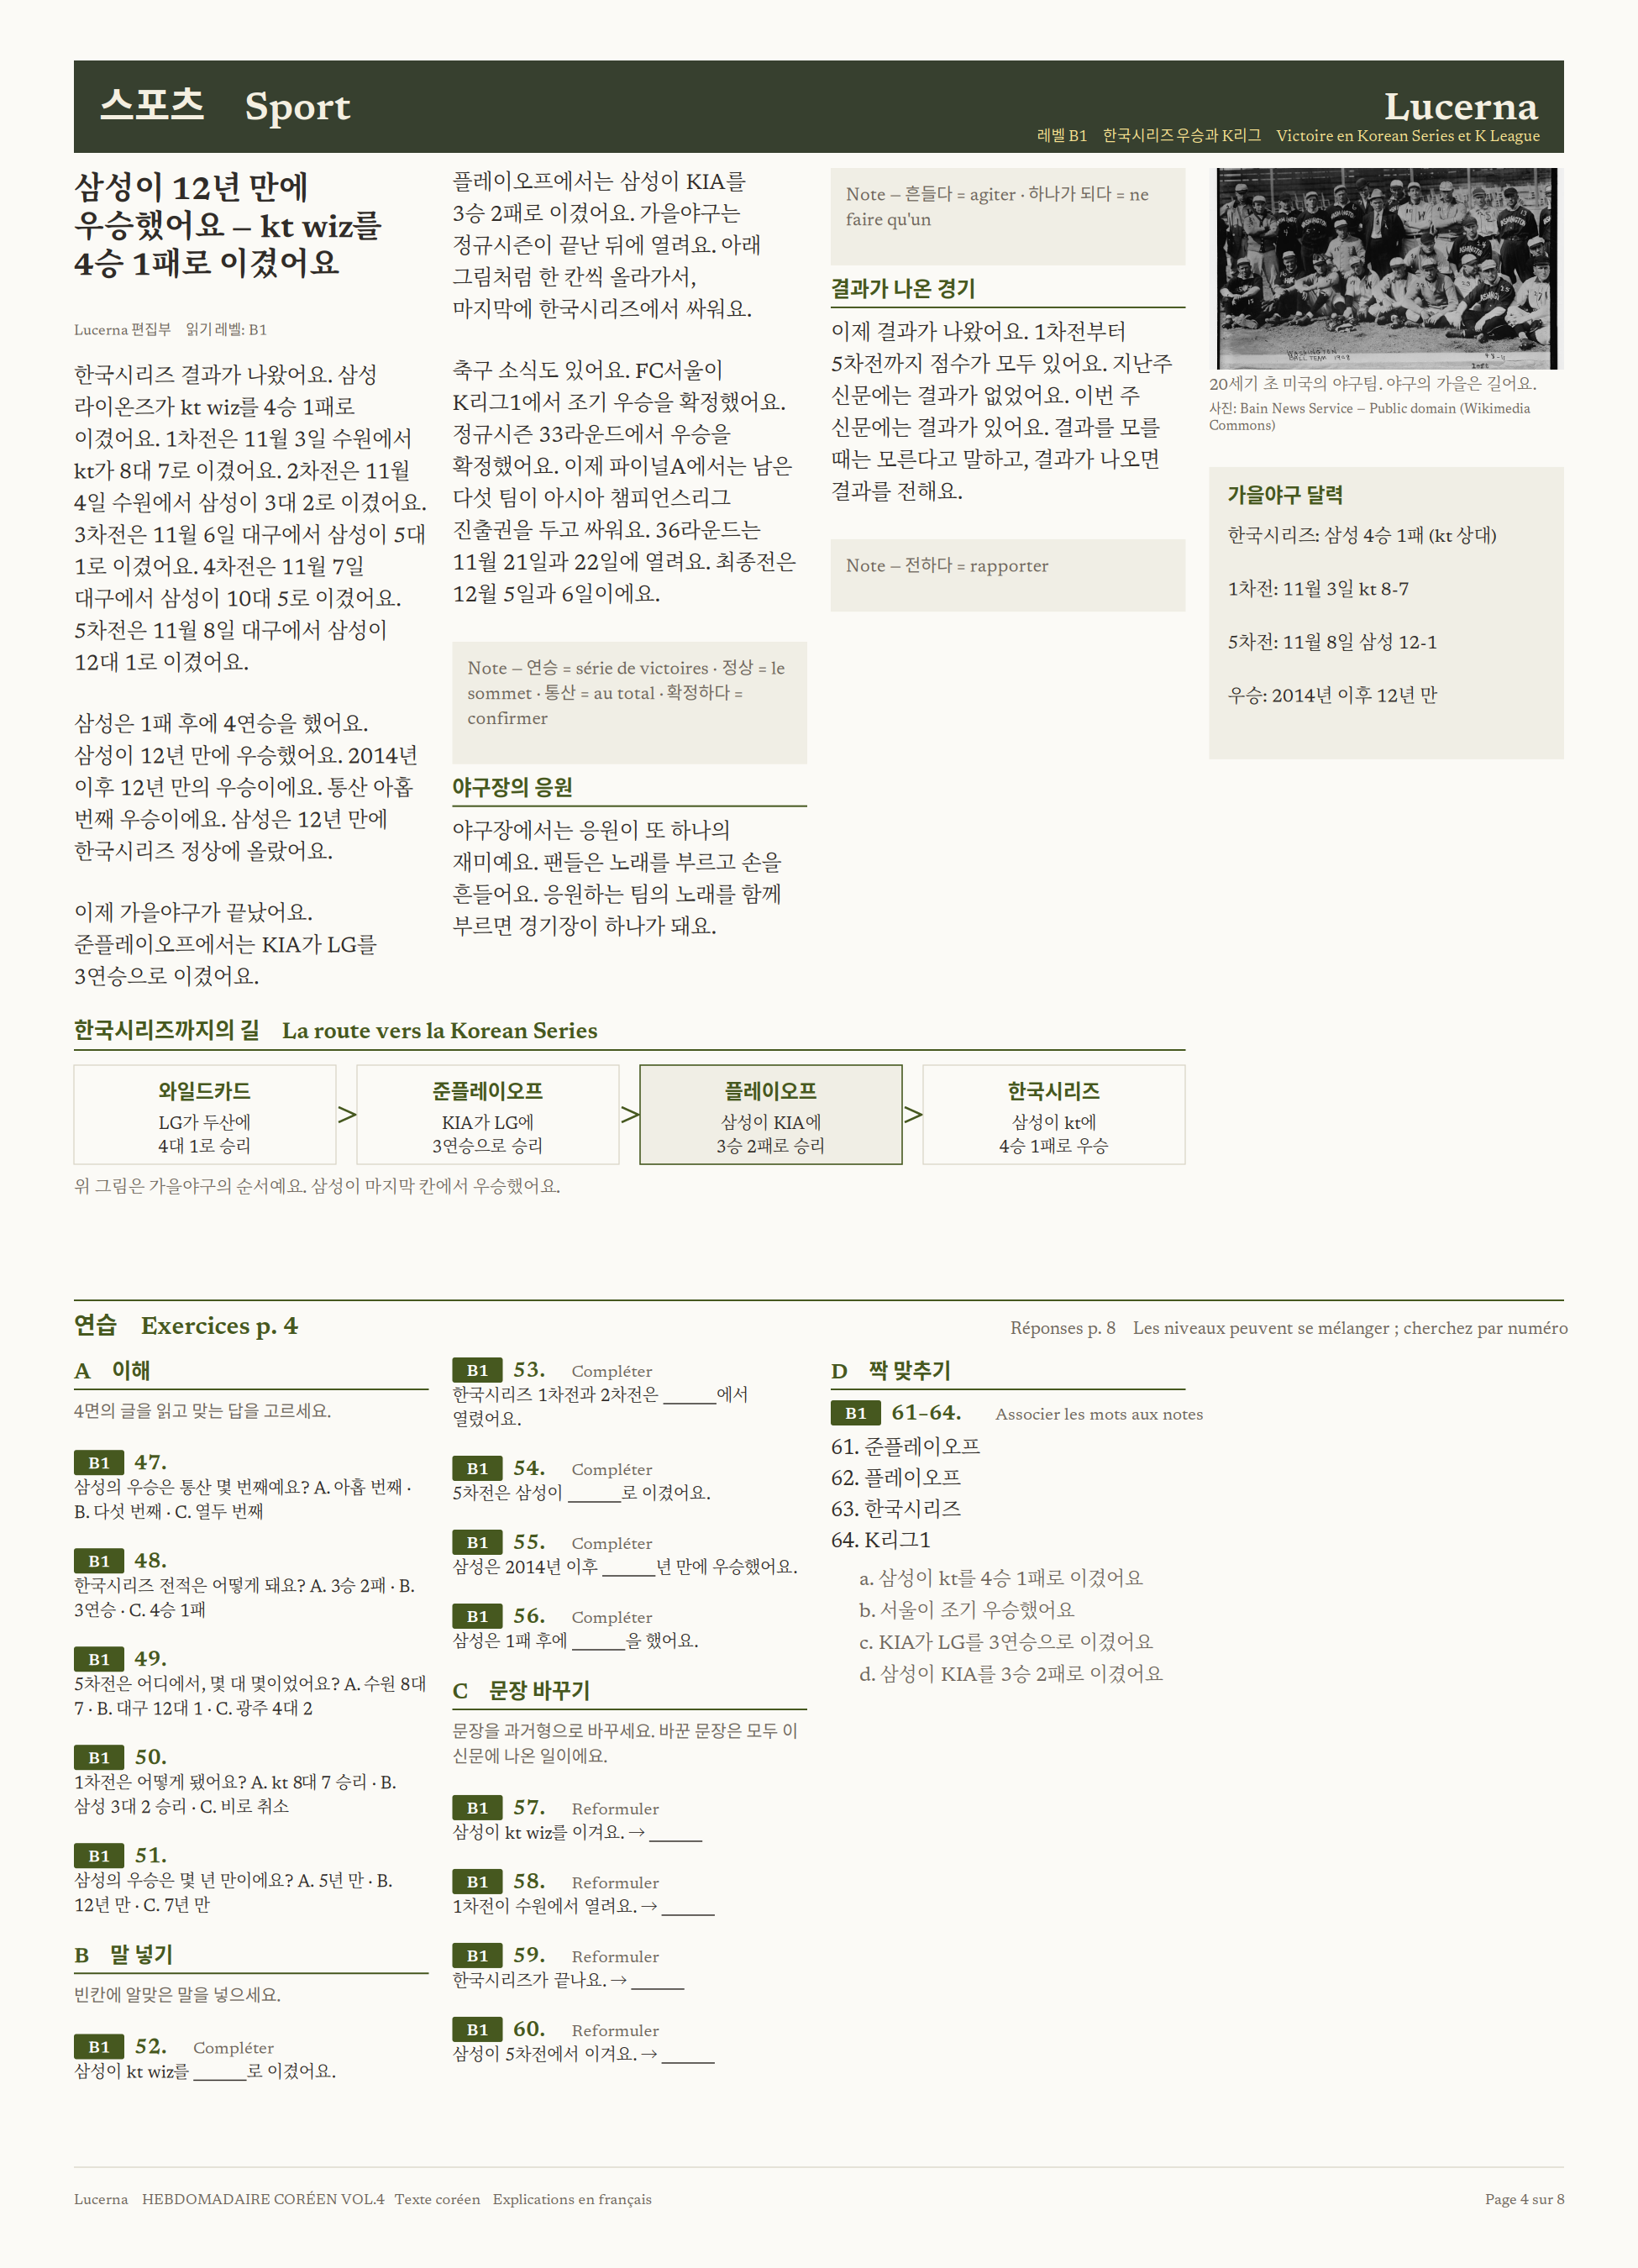 스포츠 Sport
Lucerna
레벨 B1 한국시리즈 우승과 K리그 Victoire en Korean Series et K League
삼성이 12년 만에
우승했어요 – kt wiz를
4승 1패로 이겼어요
Lucerna 편집부 읽기 레벨: B1
한국시리즈 결과가 나왔어요. 삼성
라이온즈가 kt wiz를 4승 1패로
이겼어요. 1차전은 11월 3일 수원에서
kt가 8대 7로 이겼어요. 2차전은 11월
4일 수원에서 삼성이 3대 2로 이겼어요.
3차전은 11월 6일 대구에서 삼성이 5대
1로 이겼어요. 4차전은 11월 7일
대구에서 삼성이 10대 5로 이겼어요.
5차전은 11월 8일 대구에서 삼성이
12대 1로 이겼어요.
삼성은 1패 후에 4연승을 했어요.
삼성이 12년 만에 우승했어요. 2014년
이후 12년 만의 우승이에요. 통산 아홉
번째 우승이에요. 삼성은 12년 만에
한국시리즈 정상에 올랐어요.
이제 가을야구가 끝났어요.
준플레이오프에서는 KIA가 LG를
3연승으로 이겼어요.
플레이오프에서는 삼성이 KIA를
3승 2패로 이겼어요. 가을야구는
정규시즌이 끝난 뒤에 열려요. 아래
그림처럼 한 칸씩 올라가서,
마지막에 한국시리즈에서 싸워요.
축구 소식도 있어요. FC서울이
K리그1에서 조기 우승을 확정했어요.
정규시즌 33라운드에서 우승을
확정했어요. 이제 파이널A에서는 남은
다섯 팀이 아시아 챔피언스리그
진출권을 두고 싸워요. 36라운드는
11월 21일과 22일에 열려요. 최종전은
12월 5일과 6일이에요.
Note – 연승 = série de victoires · 정상 = le
sommet · 통산 = au total · 확정하다 =
confirmer
야구장의 응원
야구장에서는 응원이 또 하나의
재미예요. 팬들은 노래를 부르고 손을
흔들어요. 응원하는 팀의 노래를 함께
부르면 경기장이 하나가 돼요.
Note – 흔들다 = agiter · 하나가 되다 = ne
faire qu'un
결과가 나온 경기
이제 결과가 나왔어요. 1차전부터
5차전까지 점수가 모두 있어요. 지난주
신문에는 결과가 없었어요. 이번 주
신문에는 결과가 있어요. 결과를 모를
때는 모른다고 말하고, 결과가 나오면
결과를 전해요.
Note – 전하다 = rapporter
WASHINGTON
BALL TEAM 1908
20세기 초 미국의 야구팀. 야구의 가을은 길어요.
사진: Bain News Service – Public domain (Wikimedia
Commons)
가을야구 달력
한국시리즈: 삼성 4승 1패 (kt 상대)
1차전: 11월 3일 kt 8-7
5차전: 11월 8일 삼성 12-1
우승: 2014년 이후 12년 만
한국시리즈까지의 길 La route vers la Korean Series
와일드카드
LG가 두산에
4대 1로 승리
>
준플레이오프
KIA가 LG에
3연승으로 승리
>
플레이오프
삼성이 KIA에
3승 2패로 승리
>
한국시리즈
삼성이 kt에
4승 1패로 우승
위 그림은 가을야구의 순서예요. 삼성이 마지막 칸에서 우승했어요.
연습 Exercices p. 4
Réponses p. 8 Les niveaux peuvent se mélanger ; cherchez par numéro
A 이해
4면의 글을 읽고 맞는 답을 고르세요.
B1 47.
삼성의 우승은 통산 몇 번째예요? A. 아홉 번째 ·
B. 다섯 번째 · C. 열두 번째
B1 48.
한국시리즈 전적은 어떻게 돼요? A. 3승 2패 · B.
3연승 · C. 4승 1패
B1 49.
5차전은 어디에서, 몇 대 몇이었어요? A. 수원 8대
7 · B. 대구 12대 1 · C. 광주 4대 2
B1 50.
1차전은 어떻게 됐어요? A. kt 8대 7 승리 · B.
삼성 3대 2 승리 · C. 비로 취소
B1 51.
삼성의 우승은 몇 년 만이에요? A. 5년 만 · B.
12년 만 · C. 7년 만
B 말 넣기
빈칸에 알맞은 말을 넣으세요.
B1 52. Compléter
삼성이 kt wiz를 ______로 이겼어요.
B1 53. Compléter
한국시리즈 1차전과 2차전은 ______에서
열렸어요.
B1 54. Compléter
5차전은 삼성이 ______로 이겼어요.
B1 55. Compléter
삼성은 2014년 이후 ______년 만에 우승했어요.
B1 56. Compléter
삼성은 1패 후에 ______을 했어요.
C 문장 바꾸기
문장을 과거형으로 바꾸세요. 바꾼 문장은 모두 이
신문에 나온 일이에요.
B1 57. Reformuler
삼성이 kt wiz를 이겨요. → ______
B1 58. Reformuler
1차전이 수원에서 열려요. → ______
B1 59. Reformuler
한국시리즈가 끝나요. → ______
B1 60. Reformuler
삼성이 5차전에서 이겨요. → ______
D 짝 맞추기
B1 61–64. Associer les mots aux notes
61. 준플레이오프
62. 플레이오프
63. 한국시리즈
64. K리그1
a. 삼성이 kt를 4승 1패로 이겼어요
b. 서울이 조기 우승했어요
c. KIA가 LG를 3연승으로 이겼어요
d. 삼성이 KIA를 3승 2패로 이겼어요
Lucerna HEBDOMADAIRE CORÉEN VOL.4 Texte coréen Explications en français
Page 4 sur 8